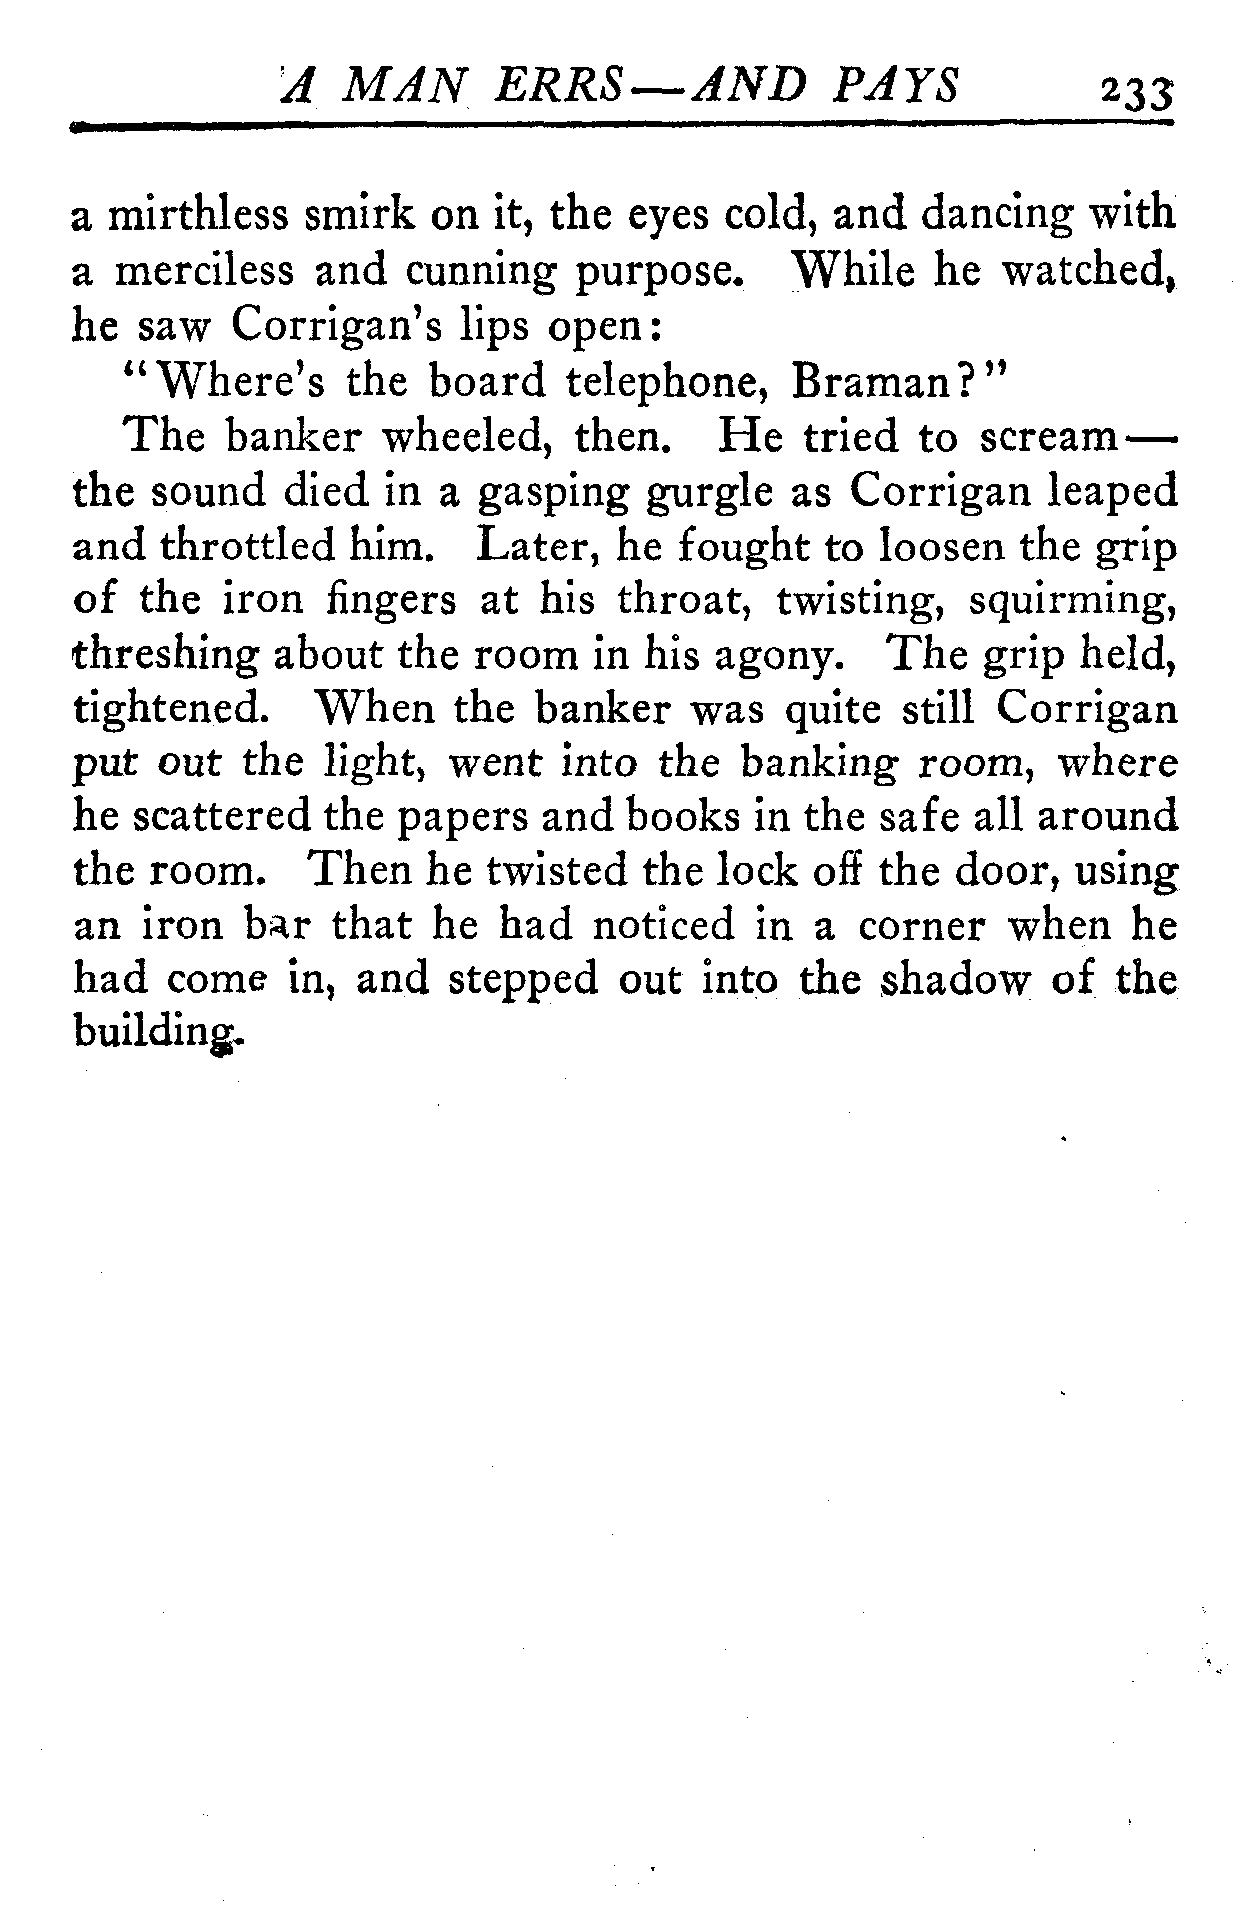 A MAN ERRS—AND PAYS 233
a mirthless smirk on it, the eyes cold, and dancing with
a merciless and cunning purpose. While he watched,
he saw Corrigan's lips open:
"Where's the board telephone, Braman?"
The banker wheeled, then. He tried to scream—
the sound died in a gasping gurgle as Corrigan leaped
and throttled him. Later, he fought to loosen the grip
of the iron fingers at his throat, twisting, squirming,
threshing about the room in his agony. The grip held,
tightened. When the banker was quite still Corrigan
put out the light, went into the banking room, where
he scattered the papers and books in the safe all around
the room. Then he twisted the lock off the door, using
an iron bar that he had noticed in a corner when he
had come in, and stepped out into the shadow of the
building.